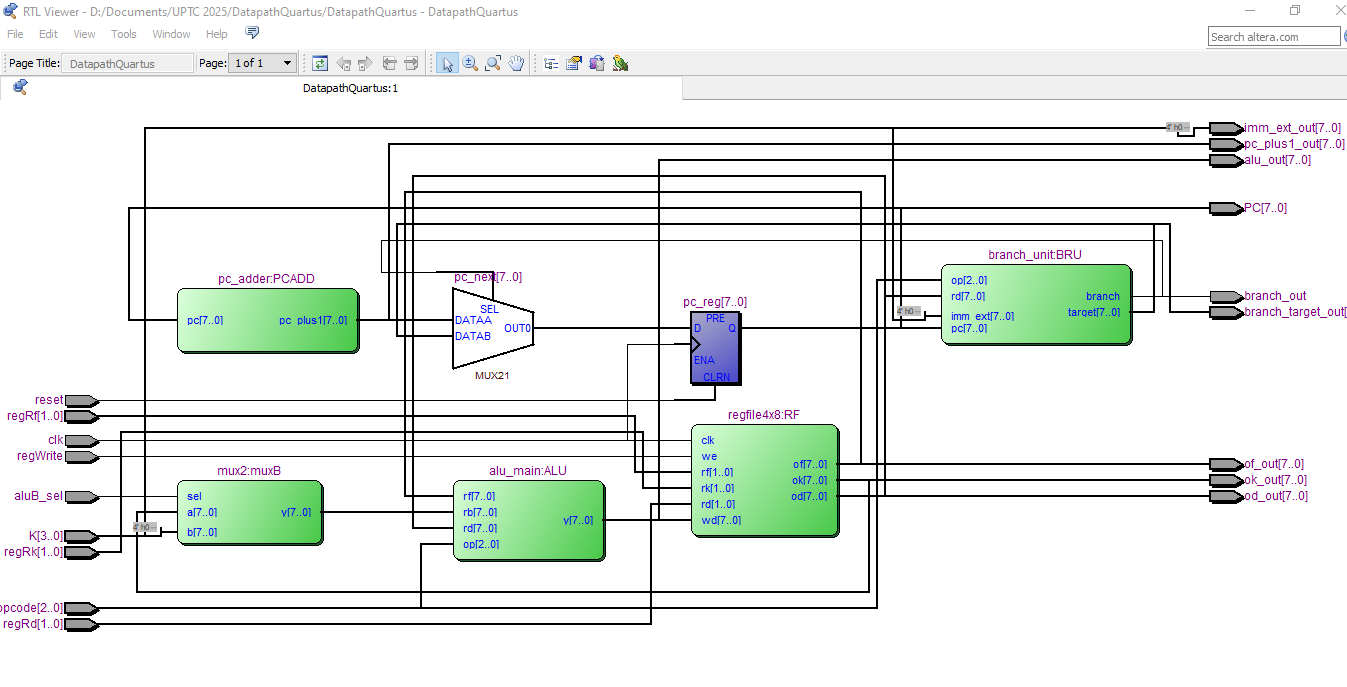 RTL Viewer - D:/Documents/UPTC 2025/DatapathQuartus/DatapathQuartus - DatapathQuartus
File Edit View Tools Window Help
Search altera.com
Page Title: DatapathQuartus Page: 1 of 1
DatapathQuartus:1
4' h0 --
imm_ext_out[7..0]
pc_plus1_out[7..0]
alu_out[7..0]
PC[7..0]
branch_unit:BRU
op[2..0]
rd[7..0]
imm_ext[7..0]
pc[7..0]
branch
target[7..0]
4' h0 --
branch_out
branch_target_out[
pc_adder:PCADD
pc[7..0]
pc_plus1[7..0]
pc_next[7..0]
SEL
DATAA
DATAB
OUT0
MUX21
pc_reg[7..0]
PRE
D
Q
ENA
CLRN
reset
regRf[1..0]
clk
regWrite
aluB_sel
K[3..0]
regRk[1..0]
opcode[2..0]
regRd[1..0]
mux2:muxB
sel
a[7..0]
b[7..0]
y[7..0]
4' h0 --
alu_main:ALU
rf[7..0]
rb[7..0]
rd[7..0]
op[2..0]
y[7..0]
regfile4x8:RF
clk
we
rf[1..0]
rk[1..0]
rd[1..0]
wd[7..0]
of[7..0]
ok[7..0]
od[7..0]
of_out[7..0]
ok_out[7..0]
od_out[7..0]